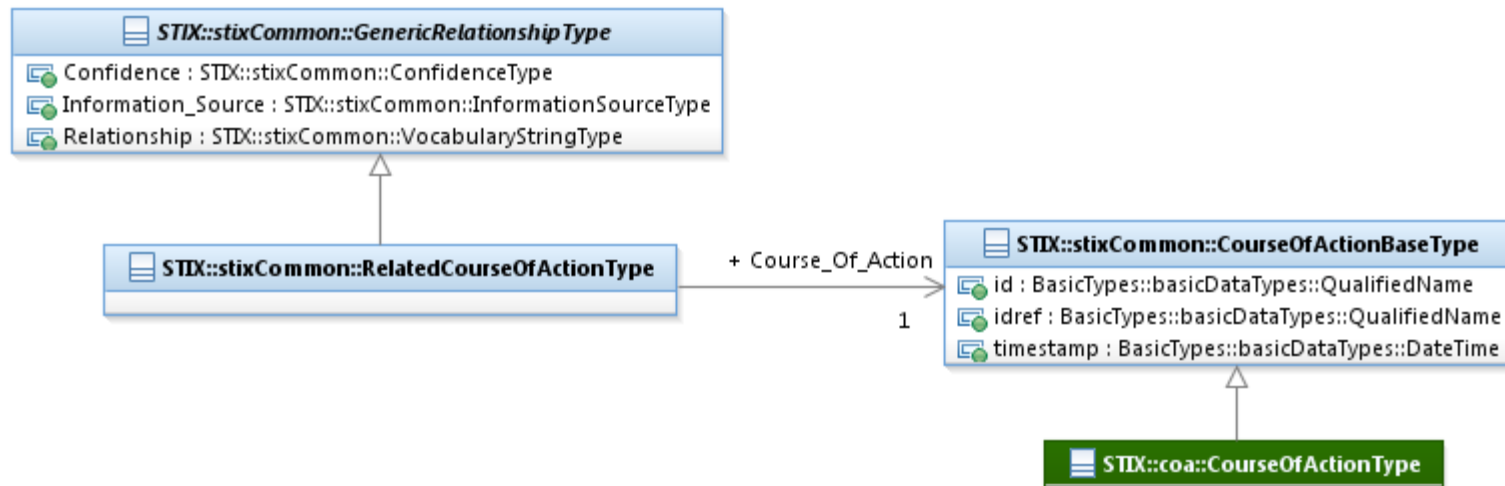 STIX::stixCommon::GenericRelationshipType
Confidence : STIX::stixCommon::ConfidenceType
Information_Source : STIX::stixCommon::InformationSourceType
Relationship : STIX::stixCommon::VocabularyStringType
STIX::stixCommon::RelatedCourseOfActionType
+ Course_Of_Action
1
STIX::stixCommon::CourseOfActionBaseType
id : BasicTypes::basicDataTypes::QualifiedName
idref : BasicTypes::basicDataTypes::QualifiedName
timestamp : BasicTypes::basicDataTypes::DateTime
STIX::coa::CourseOfActionType